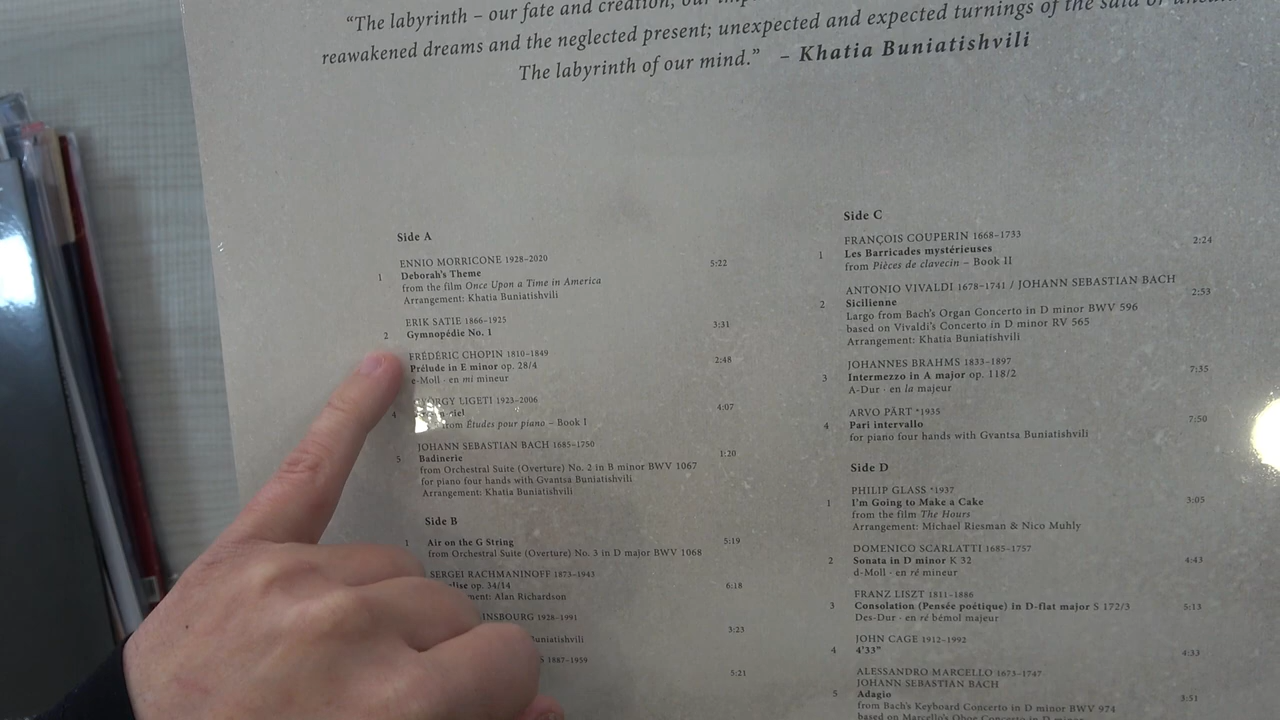 "The labyrinth – our fate and creation; our
reawakened dreams and the neglected present; unexpected and expected turnings of the said or
The labyrinth of our mind." – Khatia Buniatishvili
Side A
ENNIO MORRICONE 1928–2020
1 Deborah's Theme 5:22
from the film Once Upon a Time in America
Arrangement: Khatia Buniatishvili
ERIK SATIE 1866–1925
2 Gymnopédie No. 1 3:31
FRÉDÉRIC CHOPIN 1810–1849
Prélude in E minor op. 28/4 2:48
e-Moll · en mi mineur
LIGETI 1923–2006
4 ciel 4:07
from Études pour piano – Book I
JOHANN SEBASTIAN BACH 1685–1750
5 Badinerie 1:20
from Orchestral Suite (Overture) No. 2 in B minor BWV 1067
for piano four hands with Gvantsa Buniatishvili
Arrangement: Khatia Buniatishvili
Side B
1 Air on the G String 5:19
from Orchestral Suite (Overture) No. 3 in D major BWV 1068
SERGEI RACHMANINOFF 1873–1943
op. 34/14 6:18
Alan Richardson
1928–1991
3:23
1887–1959
5:21
Side C
FRANÇOIS COUPERIN 1668–1733
1 Les Barricades mystérieuses 2:24
from Pièces de clavecin – Book II
ANTONIO VIVALDI 1678–1741 / JOHANN SEBASTIAN BACH
2 Sicilienne 2:53
Largo from Bach's Organ Concerto in D minor BWV 596
based on Vivaldi's Concerto in D minor RV 565
Arrangement: Khatia Buniatishvili
JOHANNES BRAHMS 1833–1897
3 Intermezzo in A major op. 118/2 7:35
A-Dur · en la majeur
ARVO PÄRT *1935
4 Pari intervallo 7:50
for piano four hands with Gvantsa Buniatishvili
Side D
PHILIP GLASS *1937
1 I'm Going to Make a Cake 3:05
from the film The Hours
Arrangement: Michael Riesman & Nico Muhly
DOMENICO SCARLATTI 1685–1757
2 Sonata in D minor K 32 4:43
d-Moll · en ré mineur
FRANZ LISZT 1811–1886
3 Consolation (Pensée poétique) in D-flat major S 172/3 5:13
Des-Dur · en ré bémol majeur
JOHN CAGE 1912–1992
4 4'33" 4:33
ALESSANDRO MARCELLO 1673–1747
JOHANN SEBASTIAN BACH
5 Adagio 3:51
from Bach's Keyboard Concerto in D minor BWV 974
based on Marcello's Oboe Concerto in D minor